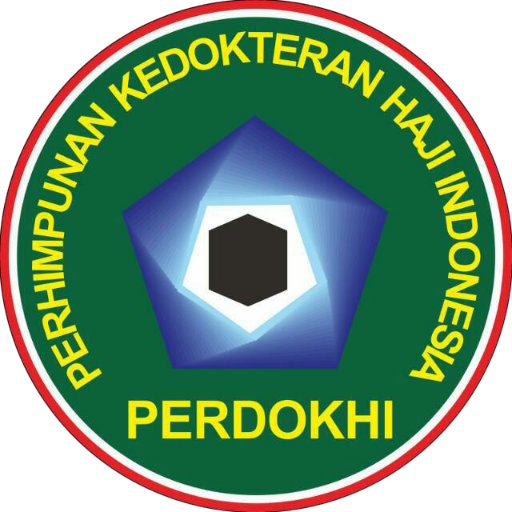 PERHIMPUNAN KEDOKTERAN HAJI INDONESIA
PERDOKHI